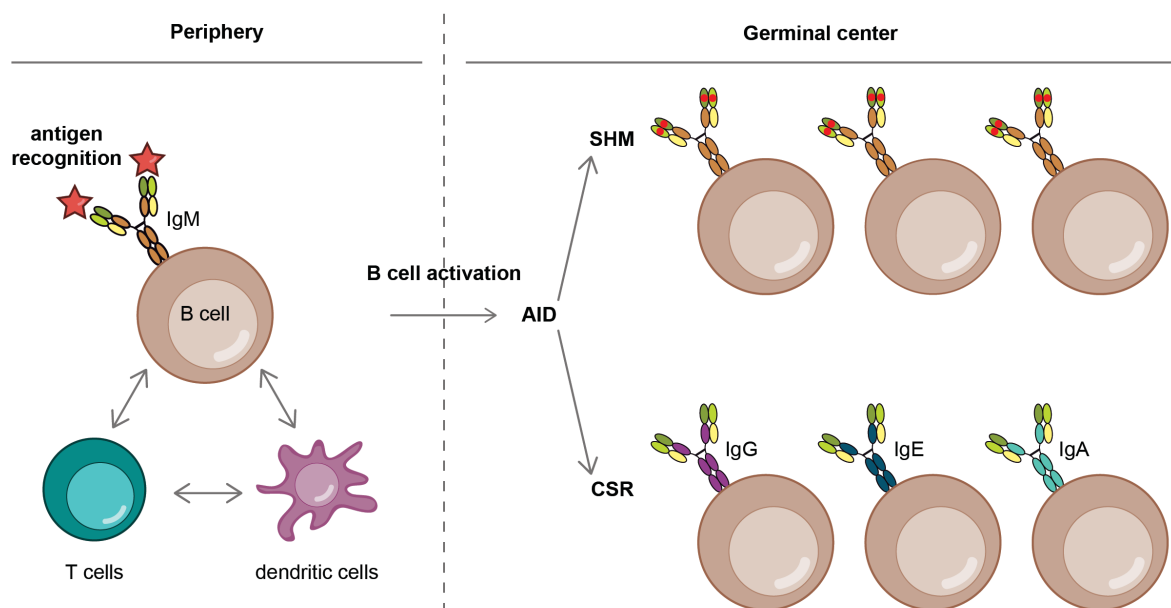 Periphery
Germinal center
antigen
recognition
IgM
B cell
T cells
dendritic cells
B cell activation
AID
SHM
CSR
IgG
IgE
IgA